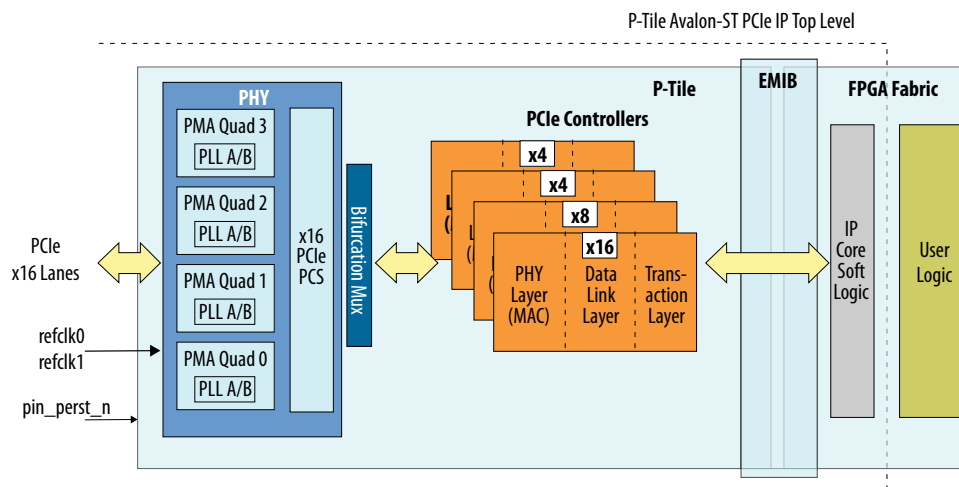 P-Tile Avalon-ST PCIe IP Top Level
P-Tile
EMIB
FPGA Fabric
PHY
PCIe Controllers
PMA Quad 3
PLL A/B
PMA Quad 2
PLL A/B
PMA Quad 1
PLL A/B
PMA Quad 0
PLL A/B
x16
PCIe
PCS
Bifurcation Mux
x4
x4
x8
x16
PHY
Layer
(MAC)
Data
Link
Layer
Trans-
action
Layer
IP
Core
Soft
Logic
User
Logic
PCIe
x16 Lanes
refclk0
refclk1
pin_perst_n